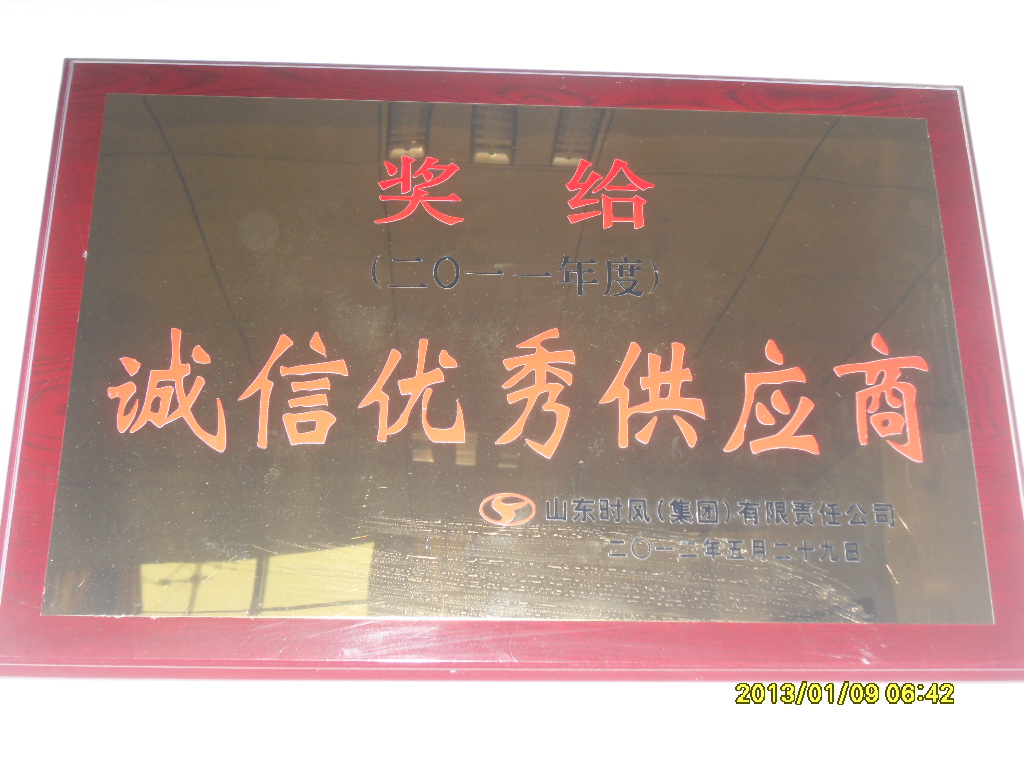 奖 给
(二〇一一年度)
诚信优秀供应商
山东时风(集团)有限责任公司
二〇一二年五月二十九日
2013/01/09 06:42